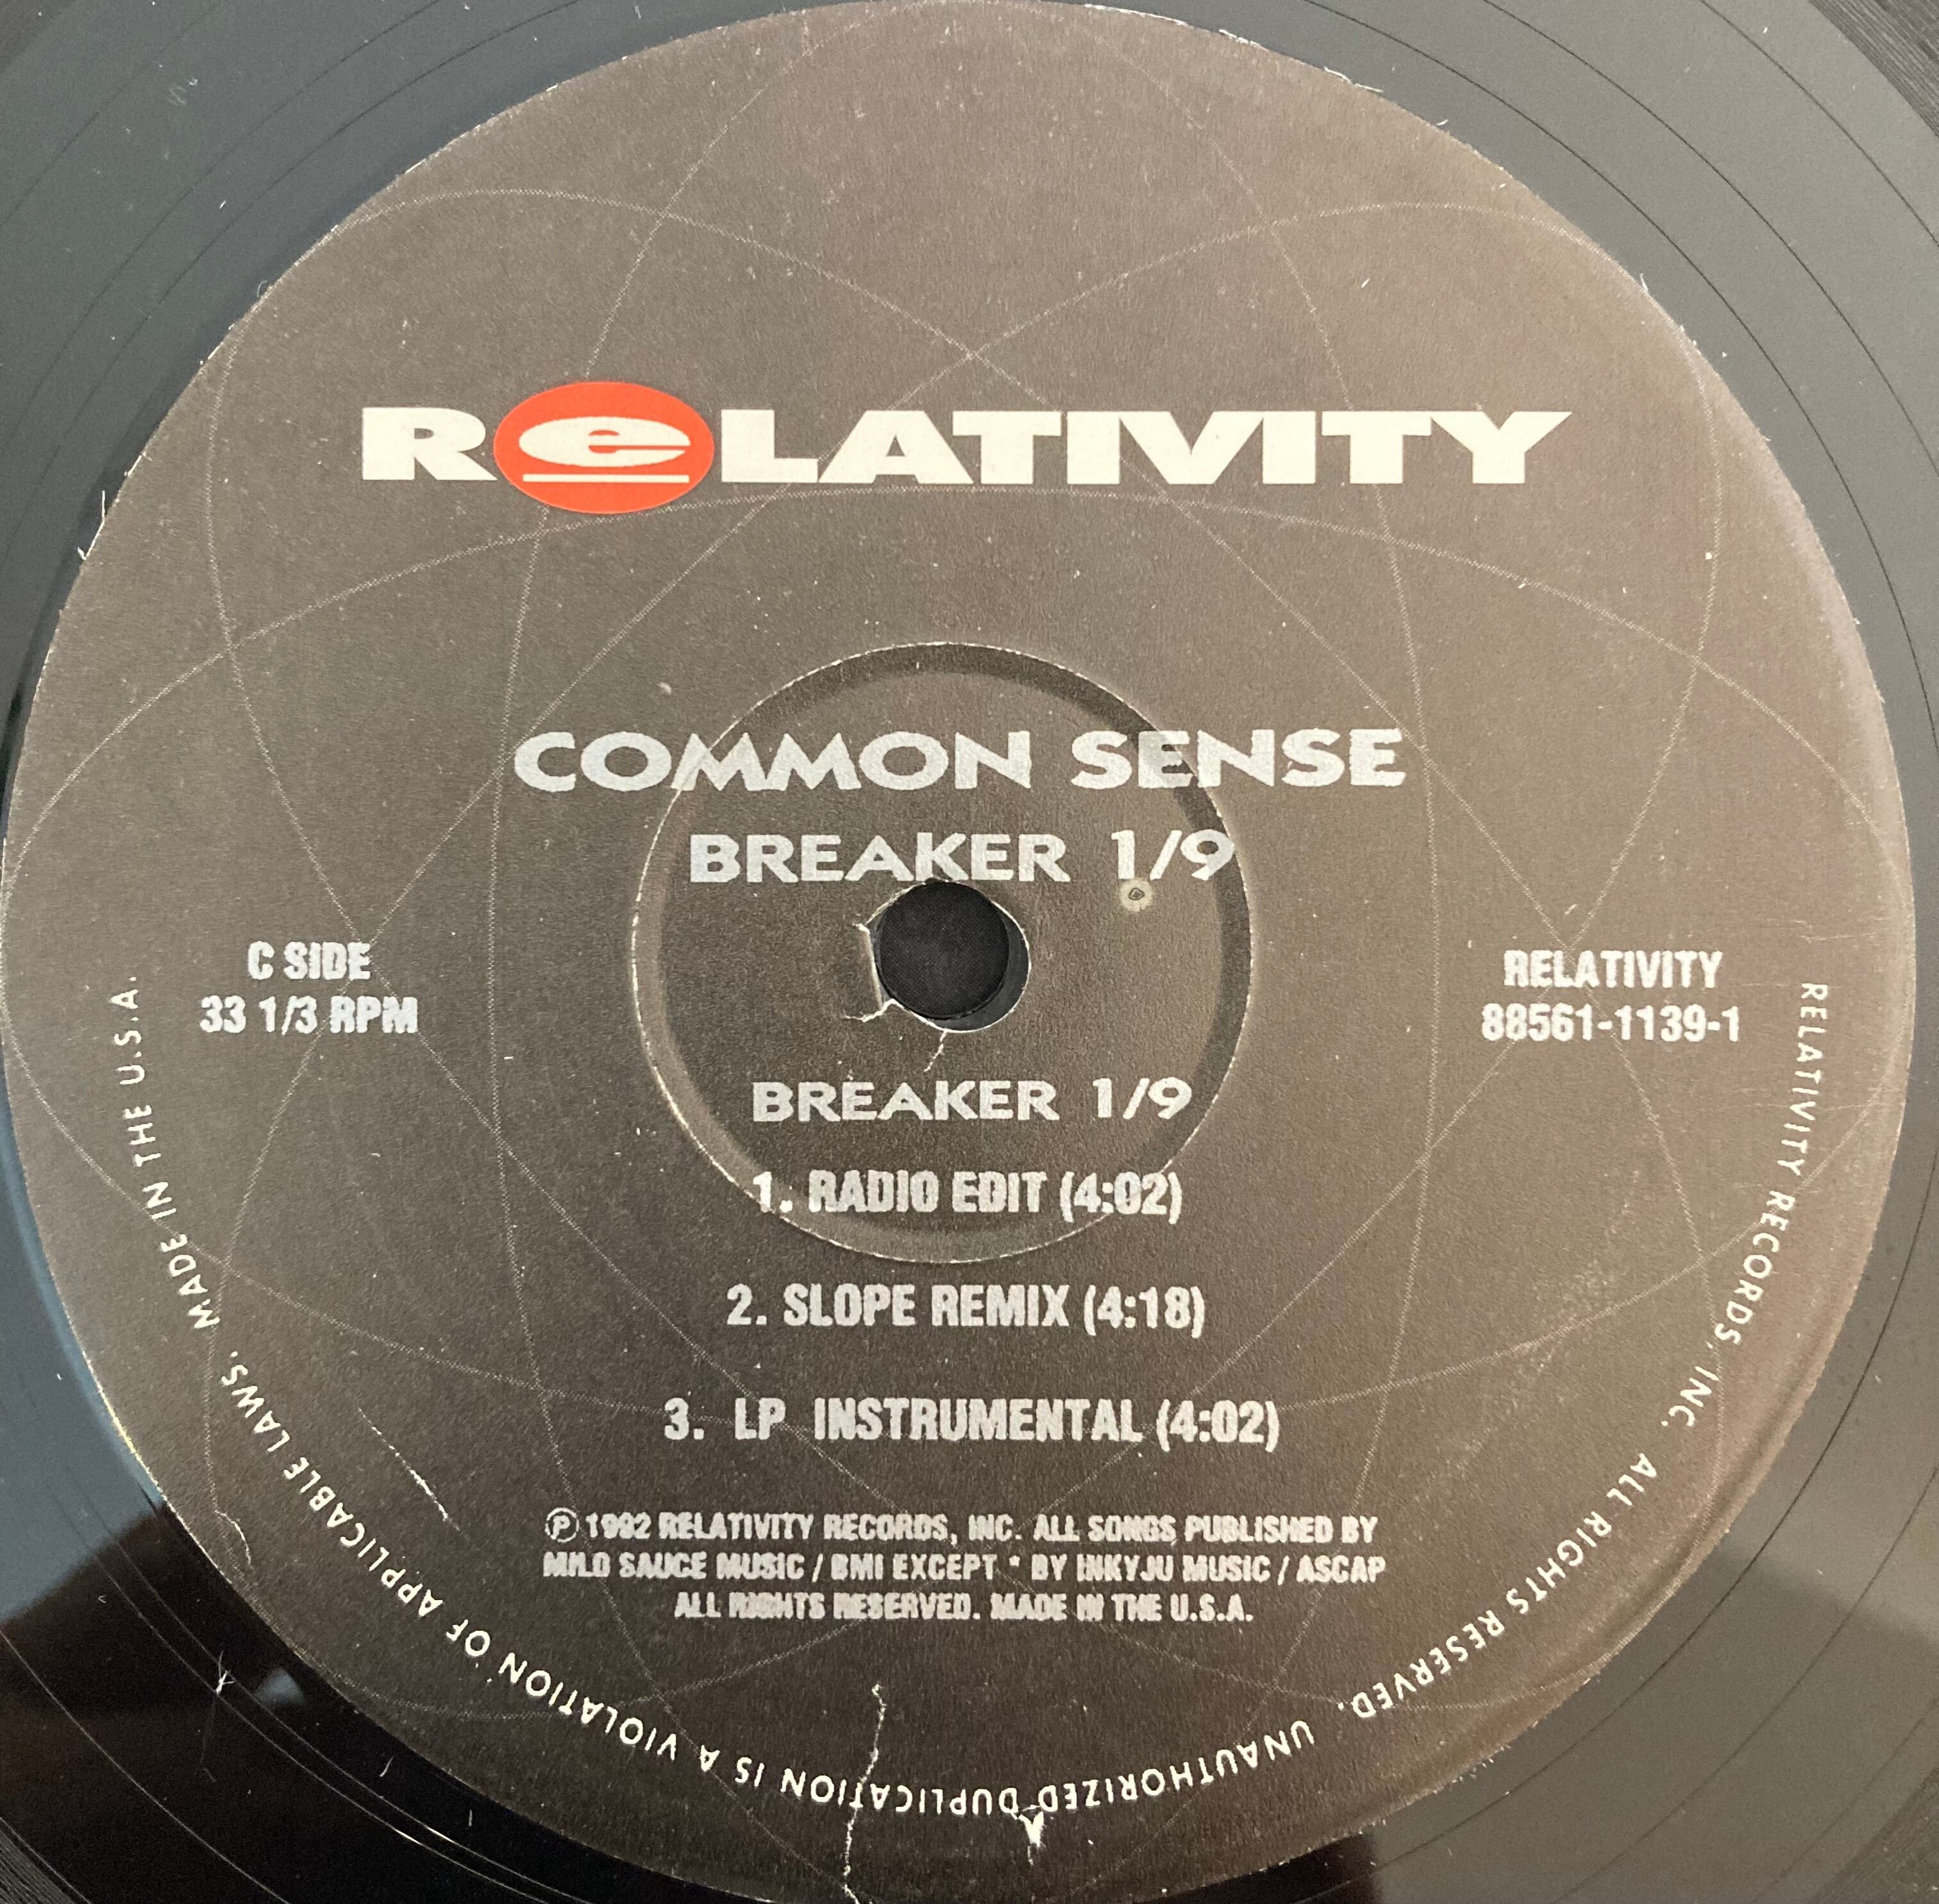 ReLATIVITY
COMMON SENSE
BREAKER 1/9
C SIDE
33 1/3 RPM
RELATIVITY
88561-1139-1
BREAKER 1/9
1. RADIO EDIT (4:02)
2. SLOPE REMIX (4:18)
3. LP INSTRUMENTAL (4:02)
Ⓟ 1992 RELATIVITY RECORDS, INC. ALL SONGS PUBLISHED BY
MILD SAUCE MUSIC / BMI EXCEPT * BY INKYJU MUSIC / ASCAP
ALL RIGHTS RESERVED. MADE IN THE U.S.A.
RELATIVITY RECORDS, INC. ALL RIGHTS RESERVED. UNAUTHORIZED DUPLICATION IS A VIOLATION OF APPLICABLE LAWS. MADE IN THE U.S.A.